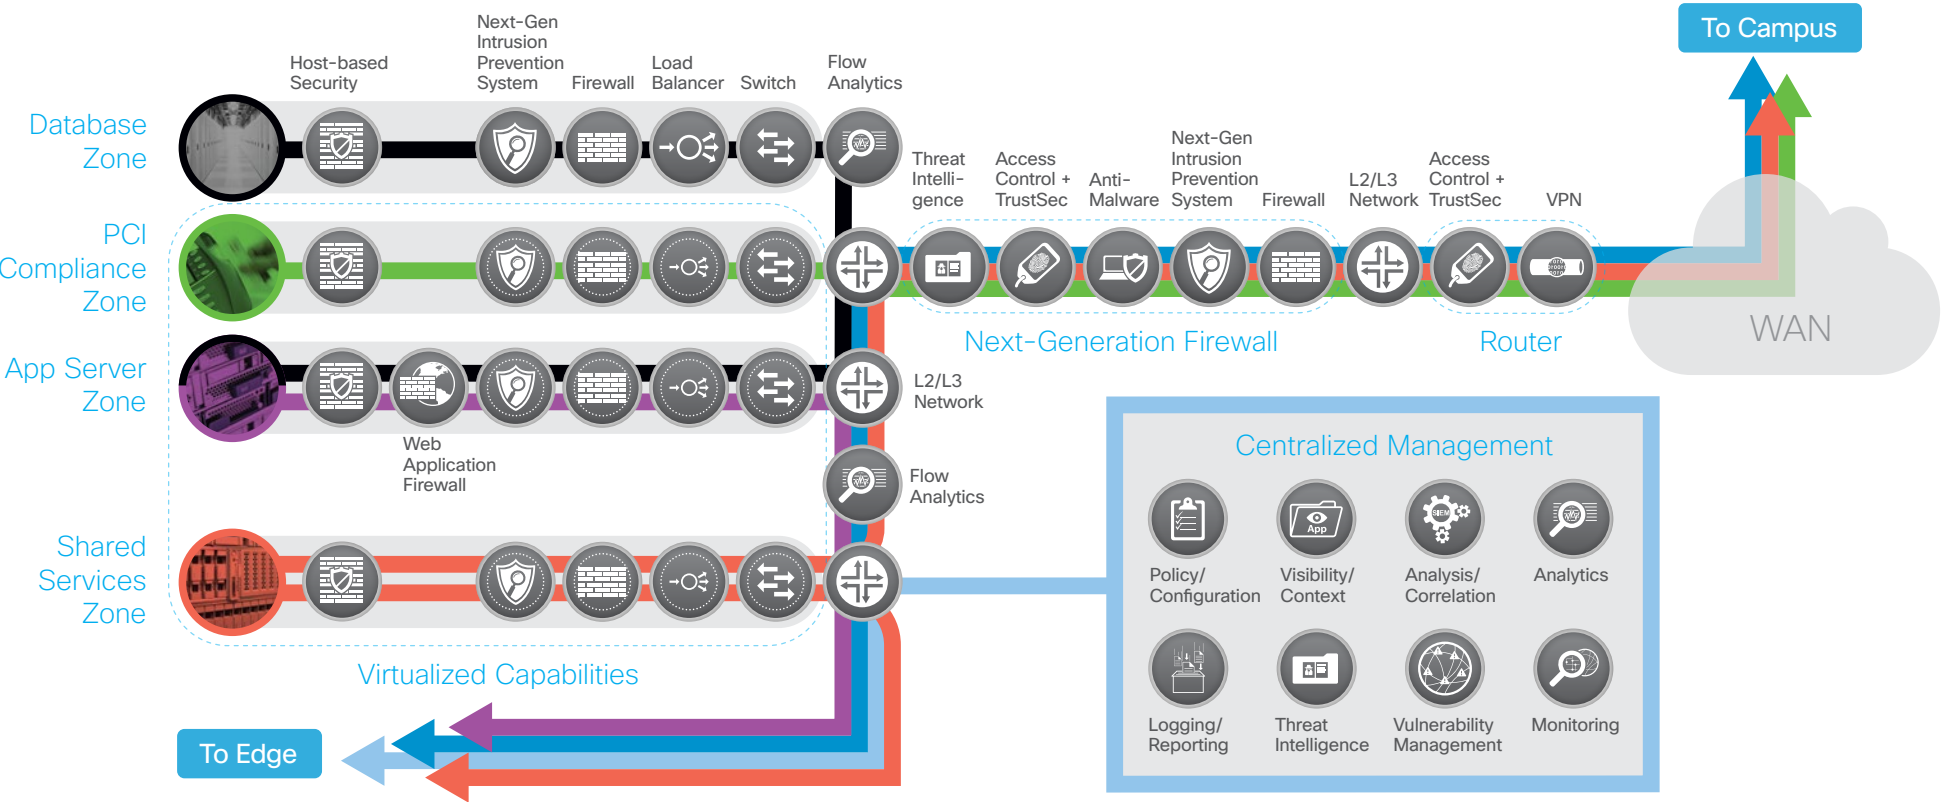 To Campus
Next-Gen
Intrusion
Prevention
System
Host-based
Security
Firewall
Load
Balancer
Switch
Flow
Analytics
Database
Zone
Threat
Intelli-
gence
Access
Control +
TrustSec
Anti-
Malware
Next-Gen
Intrusion
Prevention
System
Firewall
L2/L3
Network
Access
Control +
TrustSec
VPN
PCI
Compliance
Zone
Next-Generation Firewall
Router
WAN
App Server
Zone
L2/L3
Network
Web
Application
Firewall
Flow
Analytics
Shared
Services
Zone
Virtualized Capabilities
To Edge
Centralized Management
SIEM
App
Policy/
Configuration
Visibility/
Context
Analysis/
Correlation
Analytics
Logging/
Reporting
Threat
Intelligence
Vulnerability
Management
Monitoring